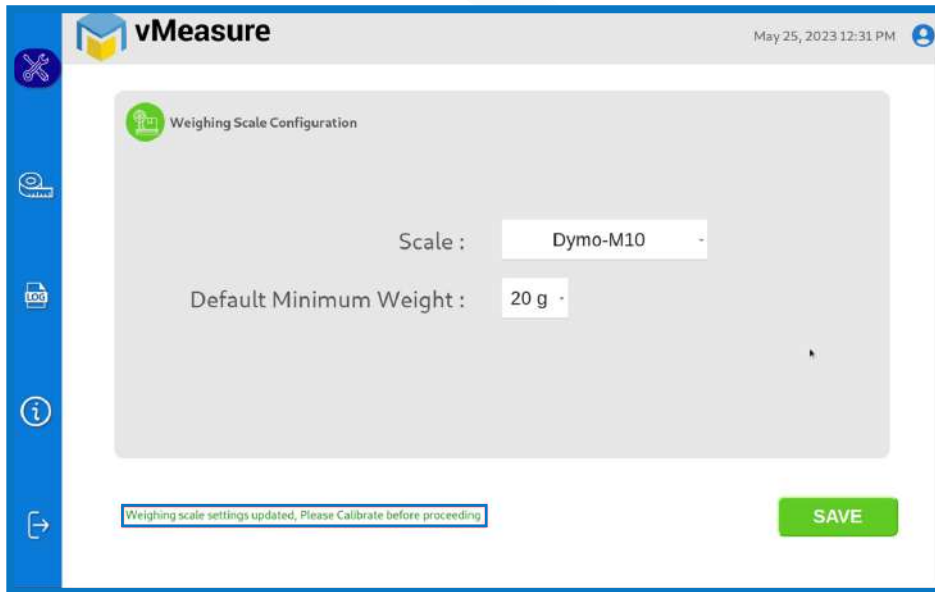 vMeasure
May 25, 2023 12:31 PM
Weighing Scale Configuration
Scale :
Dymo-M10
Default Minimum Weight :
20 g
LOG
Weighing scale settings updated, Please Calibrate before proceeding
SAVE